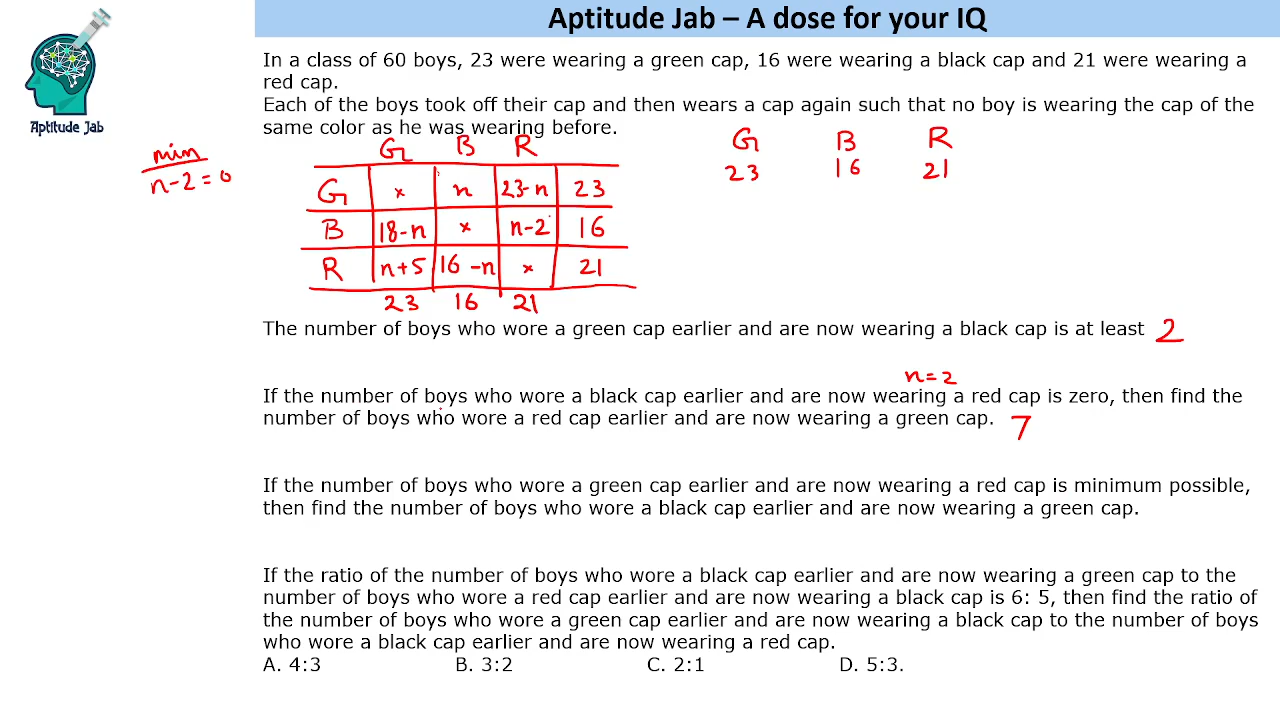 Aptitude Jab – A dose for your IQ
Aptitude Jab
In a class of 60 boys, 23 were wearing a green cap, 16 were wearing a black cap and 21 were wearing a
red cap.
Each of the boys took off their cap and then wears a cap again such that no boy is wearing the cap of the
same color as he was wearing before.
G B R
23 16 21
min
n-2=0
G B R
G × n 23-n 23
B 18-n × n-2 16
R n+5 16-n × 21
23 16 21
The number of boys who wore a green cap earlier and are now wearing a black cap is at least 2
n=2
If the number of boys who wore a black cap earlier and are now wearing a red cap is zero, then find the
number of boys who wore a red cap earlier and are now wearing a green cap. 7
If the number of boys who wore a green cap earlier and are now wearing a red cap is minimum possible,
then find the number of boys who wore a black cap earlier and are now wearing a green cap.
If the ratio of the number of boys who wore a black cap earlier and are now wearing a green cap to the
number of boys who wore a red cap earlier and are now wearing a black cap is 6: 5, then find the ratio of
the number of boys who wore a green cap earlier and are now wearing a black cap to the number of boys
who wore a black cap earlier and are now wearing a red cap.
A. 4:3 B. 3:2 C. 2:1 D. 5:3.